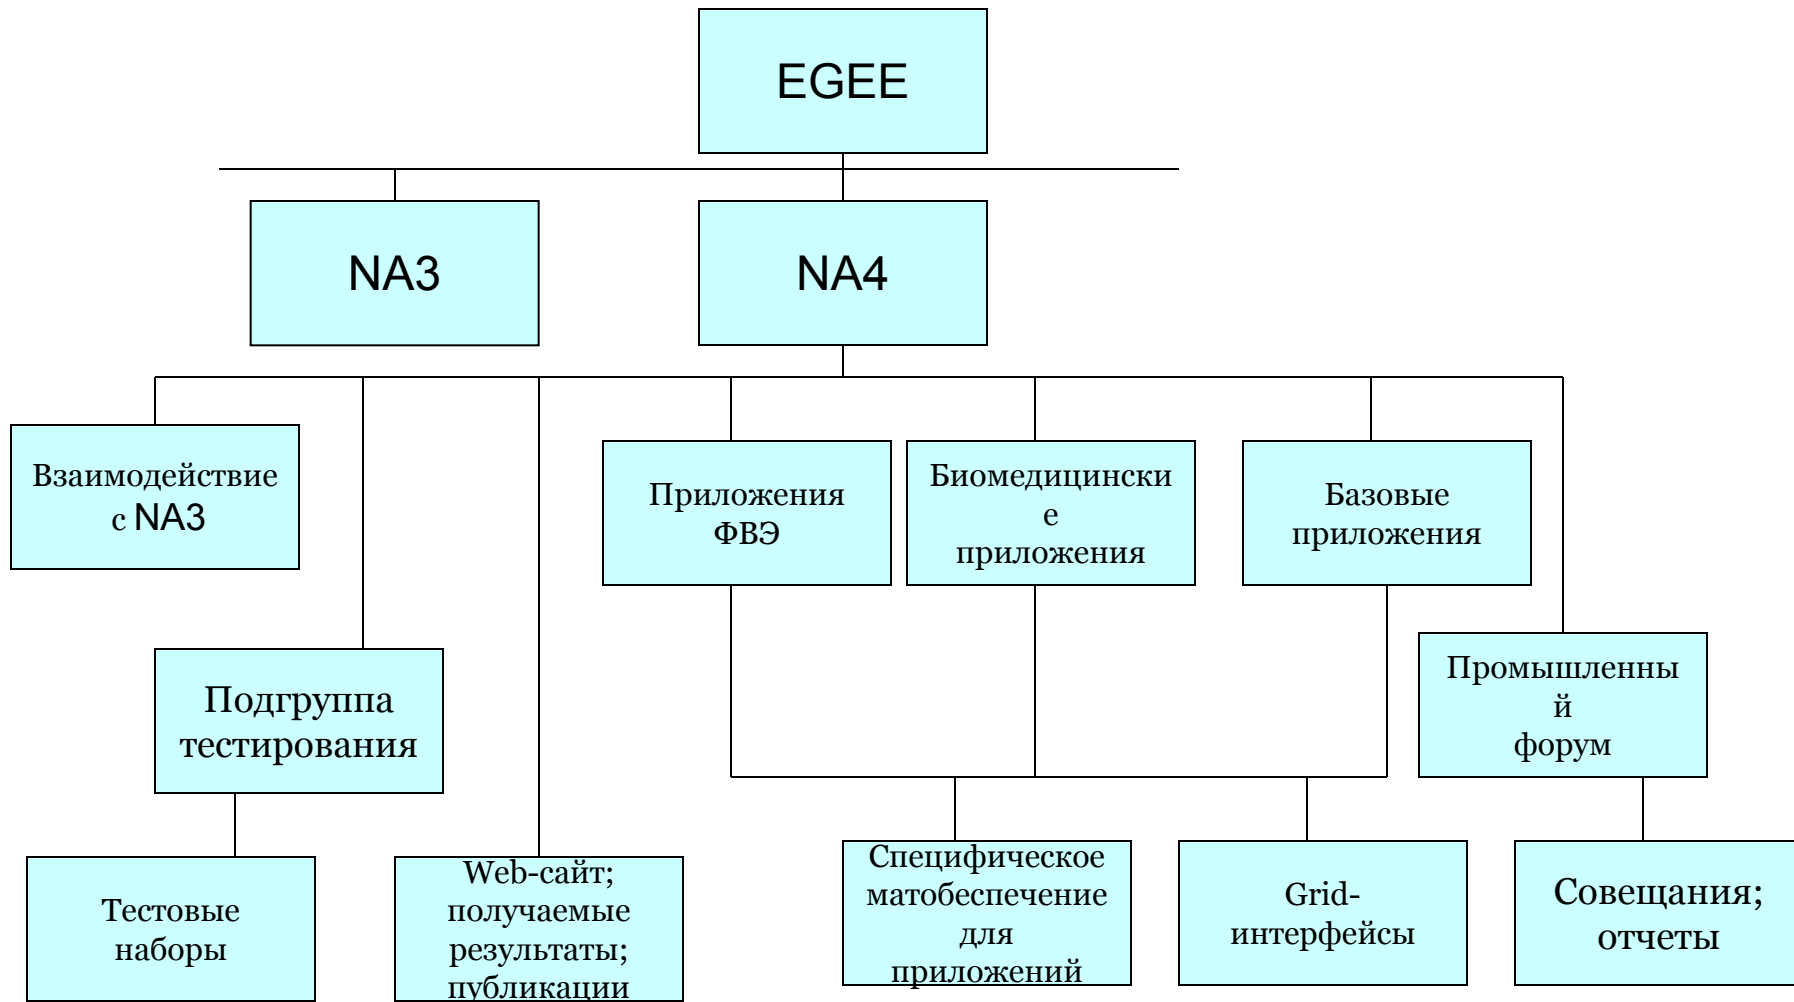 EGEE
NA3
NA4
Взаимодействие
с NA3
Приложения
ФВЭ
Биомедицински
е
приложения
Базовые
приложения
Подгруппа
тестирования
Промышленны
й
форум
Тестовые
наборы
Web-сайт;
получаемые
результаты;
публикации
Специфическое
матобеспечение
для
приложений
Grid-
интерфейсы
Совещания;
отчеты